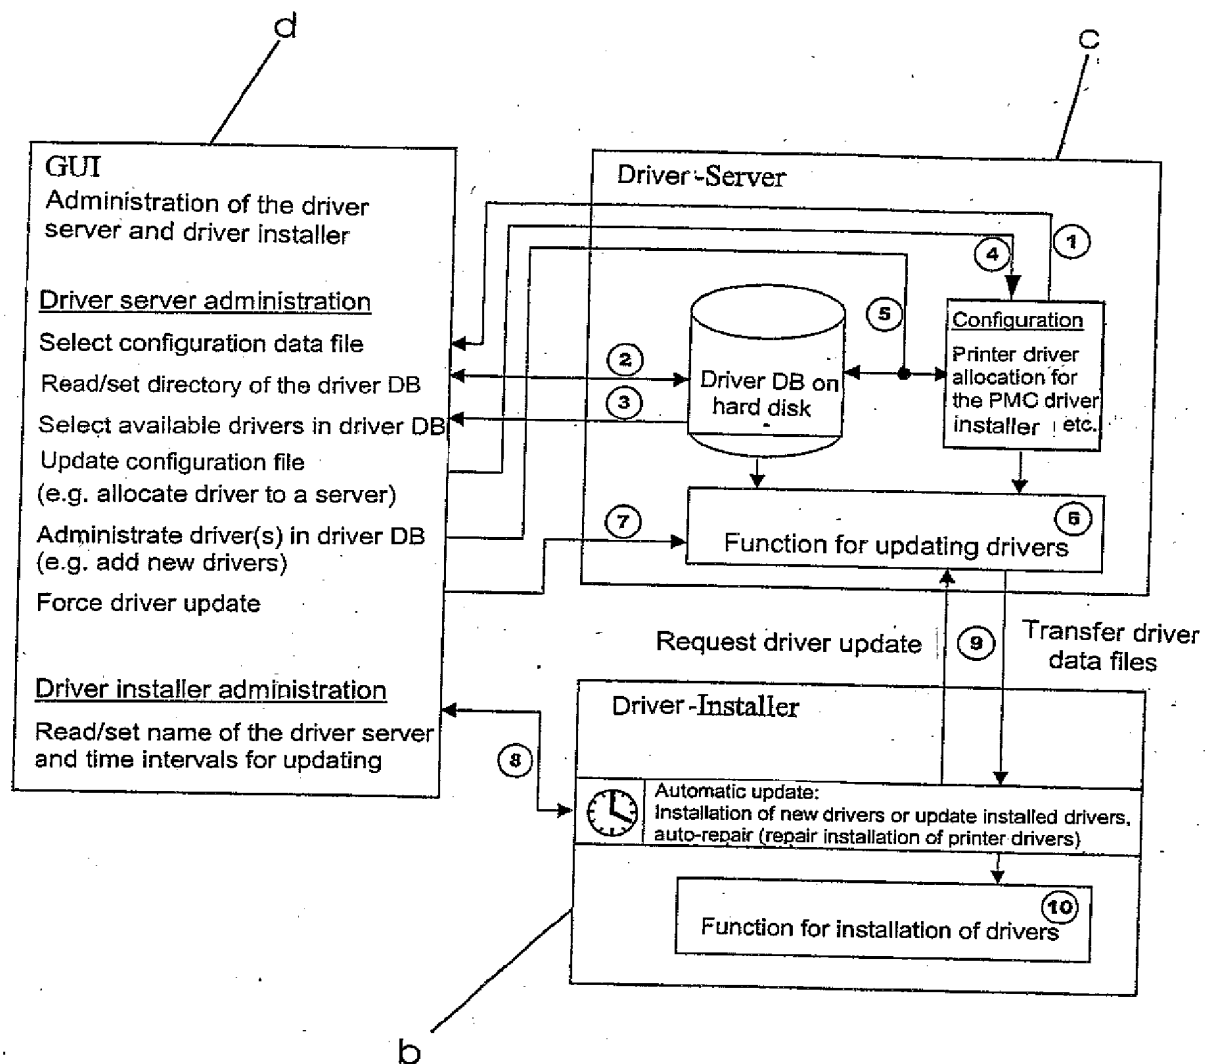 d
c
GUI
Administration of the driver
server and driver installer
Driver server administration
Select configuration data file
Read/set directory of the driver DB
Select available drivers in driver DB
Update configuration file
(e.g. allocate driver to a server)
Administrate driver(s) in driver DB
(e.g. add new drivers)
Force driver update
Driver installer administration
Read/set name of the driver server
and time intervals for updating
Driver-Server
1
4
5
2
3
Driver DB on
hard disk
Configuration
Printer driver
allocation for
the PMC driver
installer etc.
7
6
Function for updating drivers
Request driver update
9
Transfer driver
data files
Driver-Installer
8
Automatic update:
Installation of new drivers or update installed drivers,
auto-repair (repair installation of printer drivers)
10
Function for installation of drivers
b